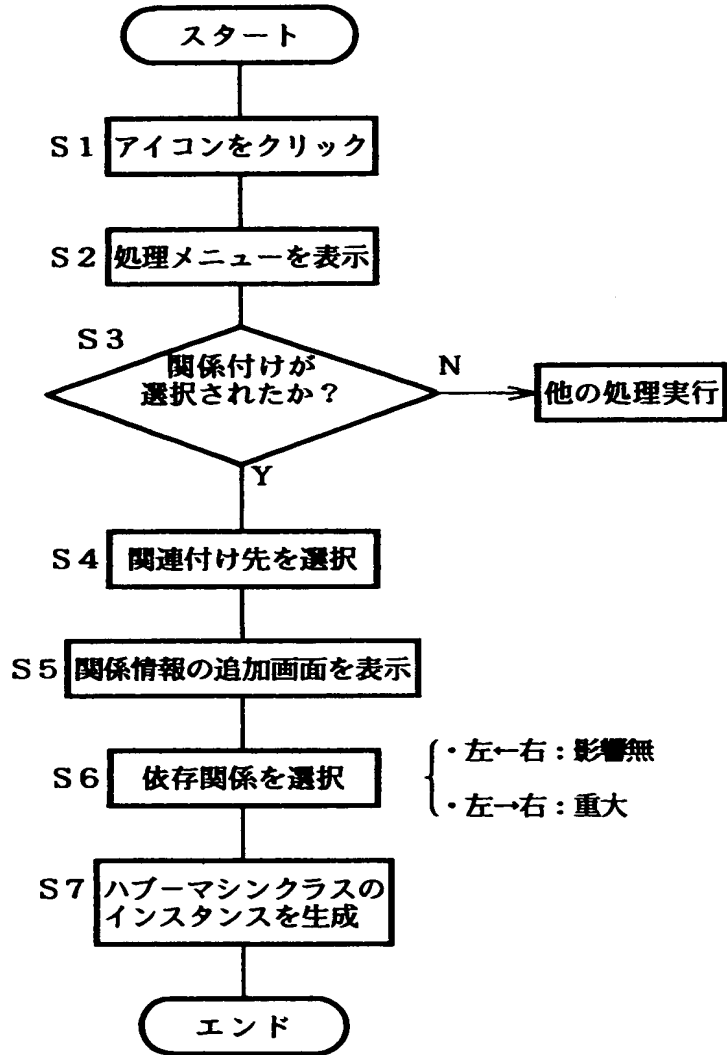 スタート
S1 アイコンをクリック
S2 処理メニューを表示
S3
関係付けが
選択されたか?
N
他の処理実行
Y
S4 関連付け先を選択
S5 関係情報の追加画面を表示
S6 依存関係を選択
・左←右:影響無
・左→右:重大
S7 ハブーマシンクラスの
インスタンスを生成
エンド